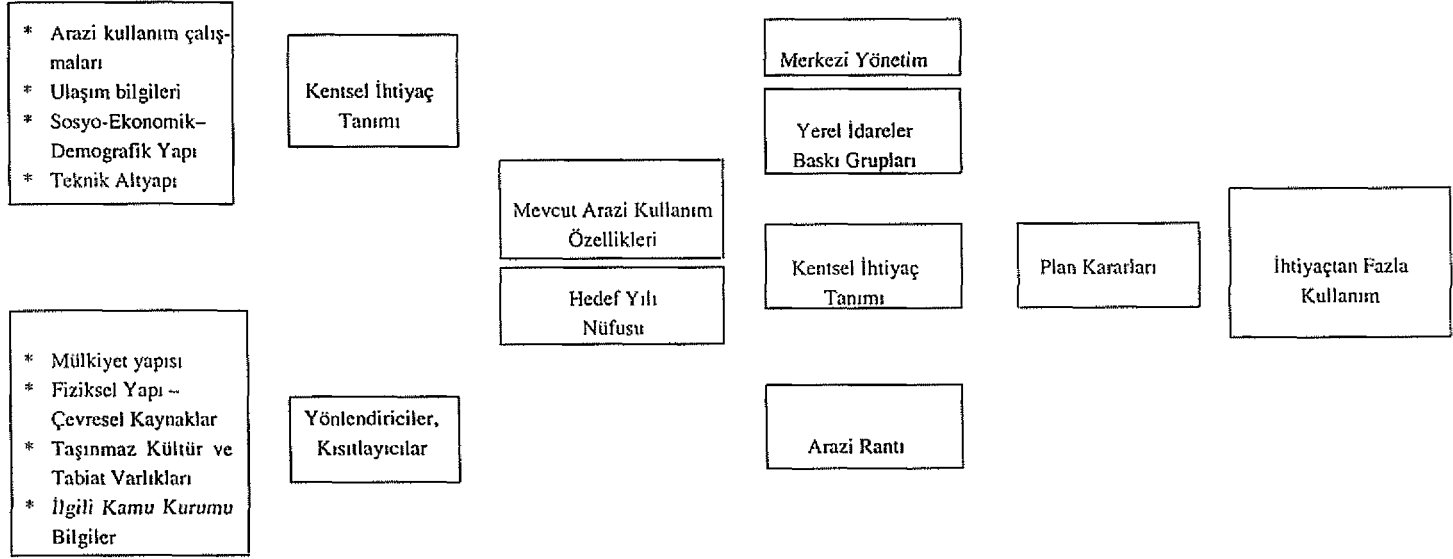 * Arazi kullanım çalış-
maları
* Ulaşım bilgileri
* Sosyo-Ekonomik–
Demografik Yapı
* Teknik Altyapı
Kentsel İhtiyaç
Tanımı
* Mülkiyet yapısı
* Fiziksel Yapı –
Çevresel Kaynaklar
* Taşınmaz Kültür ve
Tabiat Varlıkları
* İlgili Kamu Kurumu
Bilgiler
Yönlendiriciler,
Kısıtlayıcılar
Mevcut Arazi Kullanım
Özellikleri
Hedef Yılı
Nüfusu
Merkezi Yönetim
Yerel İdareler
Baskı Grupları
Kentsel İhtiyaç
Tanımı
Arazi Rantı
Plan Kararları
İhtiyaçtan Fazla
Kullanım